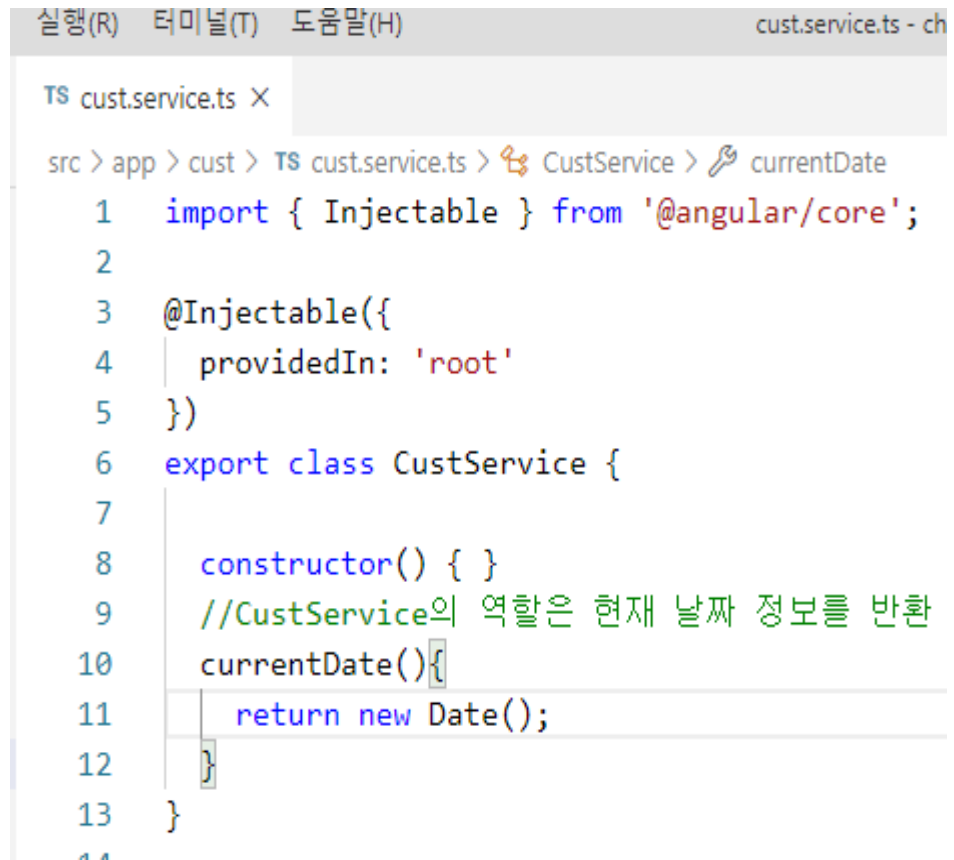 실행(R) 터미널(T) 도움말(H) cust.service.ts - ch
TS cust.service.ts ×
src > app > cust > TS cust.service.ts > CustService > currentDate
1 import { Injectable } from '@angular/core';
2
3 @Injectable({
4 providedIn: 'root'
5 })
6 export class CustService {
7
8 constructor() { }
9 //CustService의 역할은 현재 날짜 정보를 반환
10 currentDate(){
11 return new Date();
12 }
13 }
14